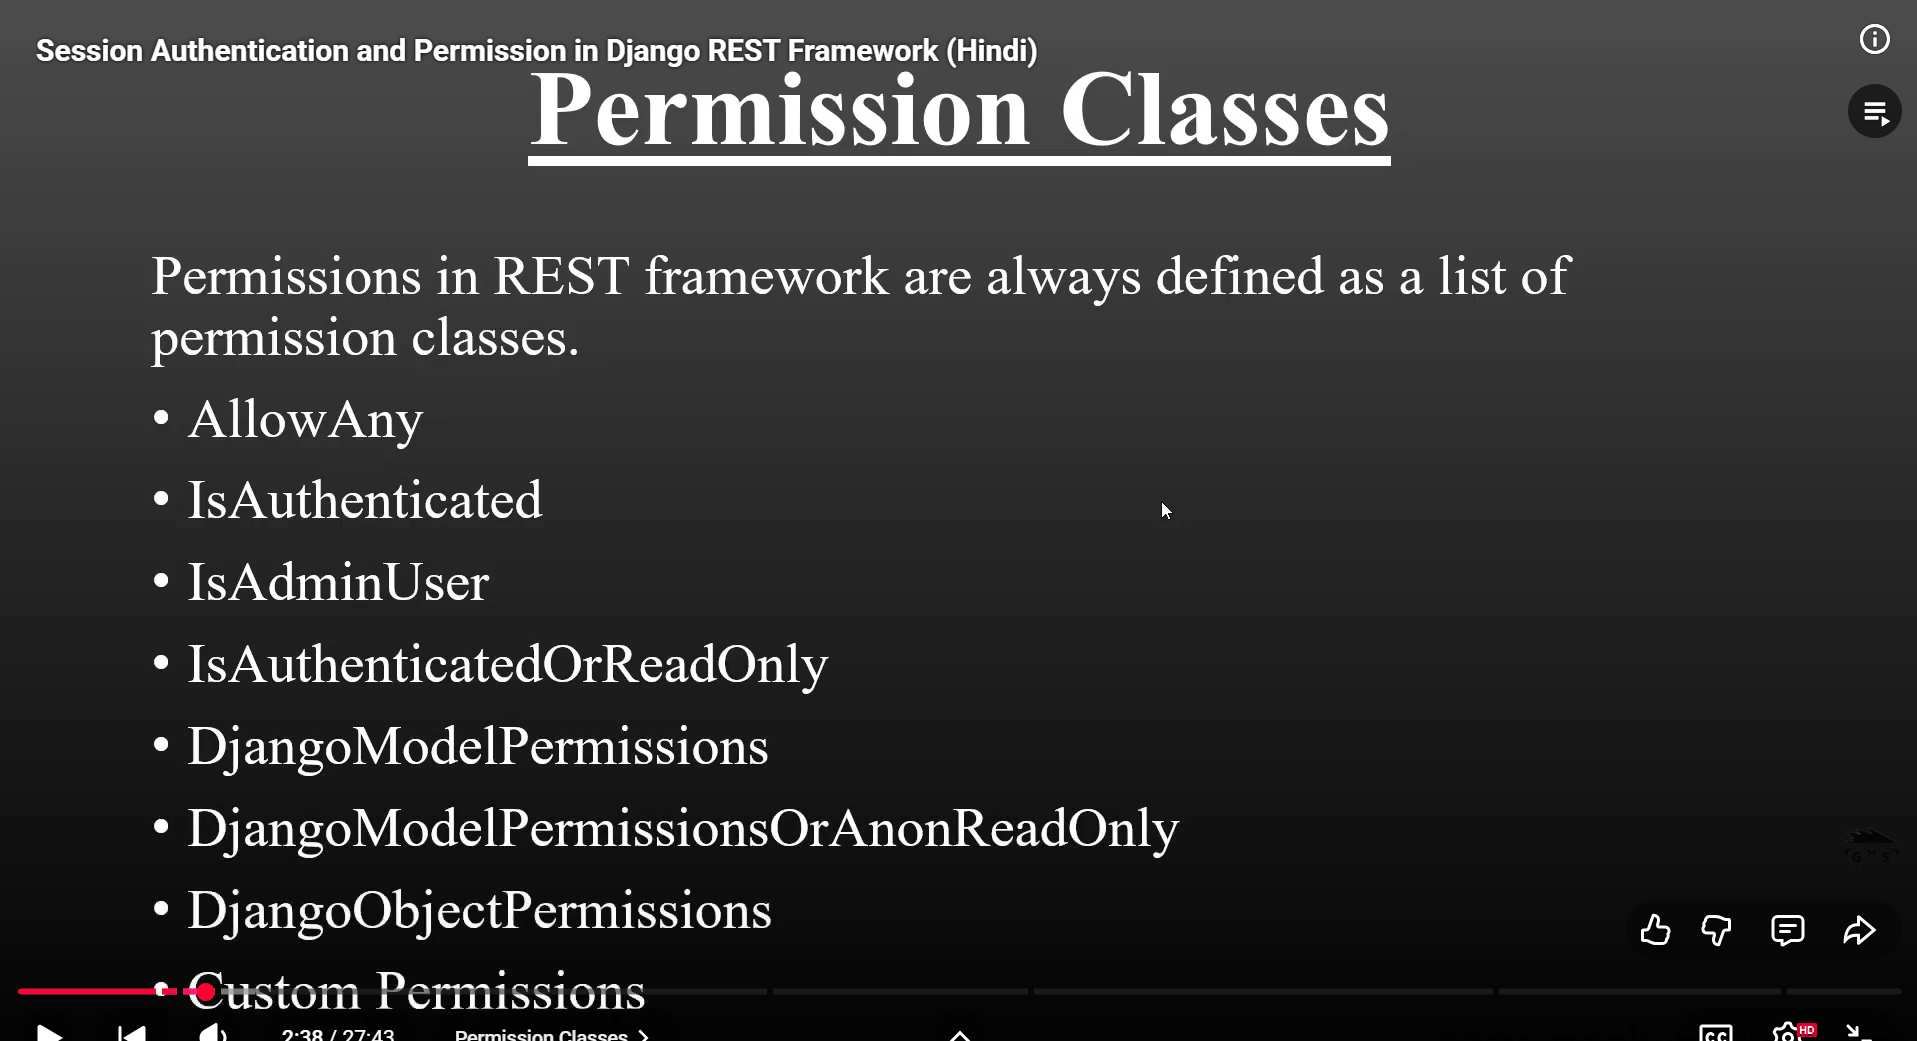 Session Authentication and Permission in Django REST Framework (Hindi)
Permission Classes
Permissions in REST framework are always defined as a list of
permission classes.
• AllowAny
• IsAuthenticated
• IsAdminUser
• IsAuthenticatedOrReadOnly
• DjangoModelPermissions
• DjangoModelPermissionsOrAnonReadOnly
• DjangoObjectPermissions
• Custom Permissions
2:38 / 27:43 Permission Classes
CC HD